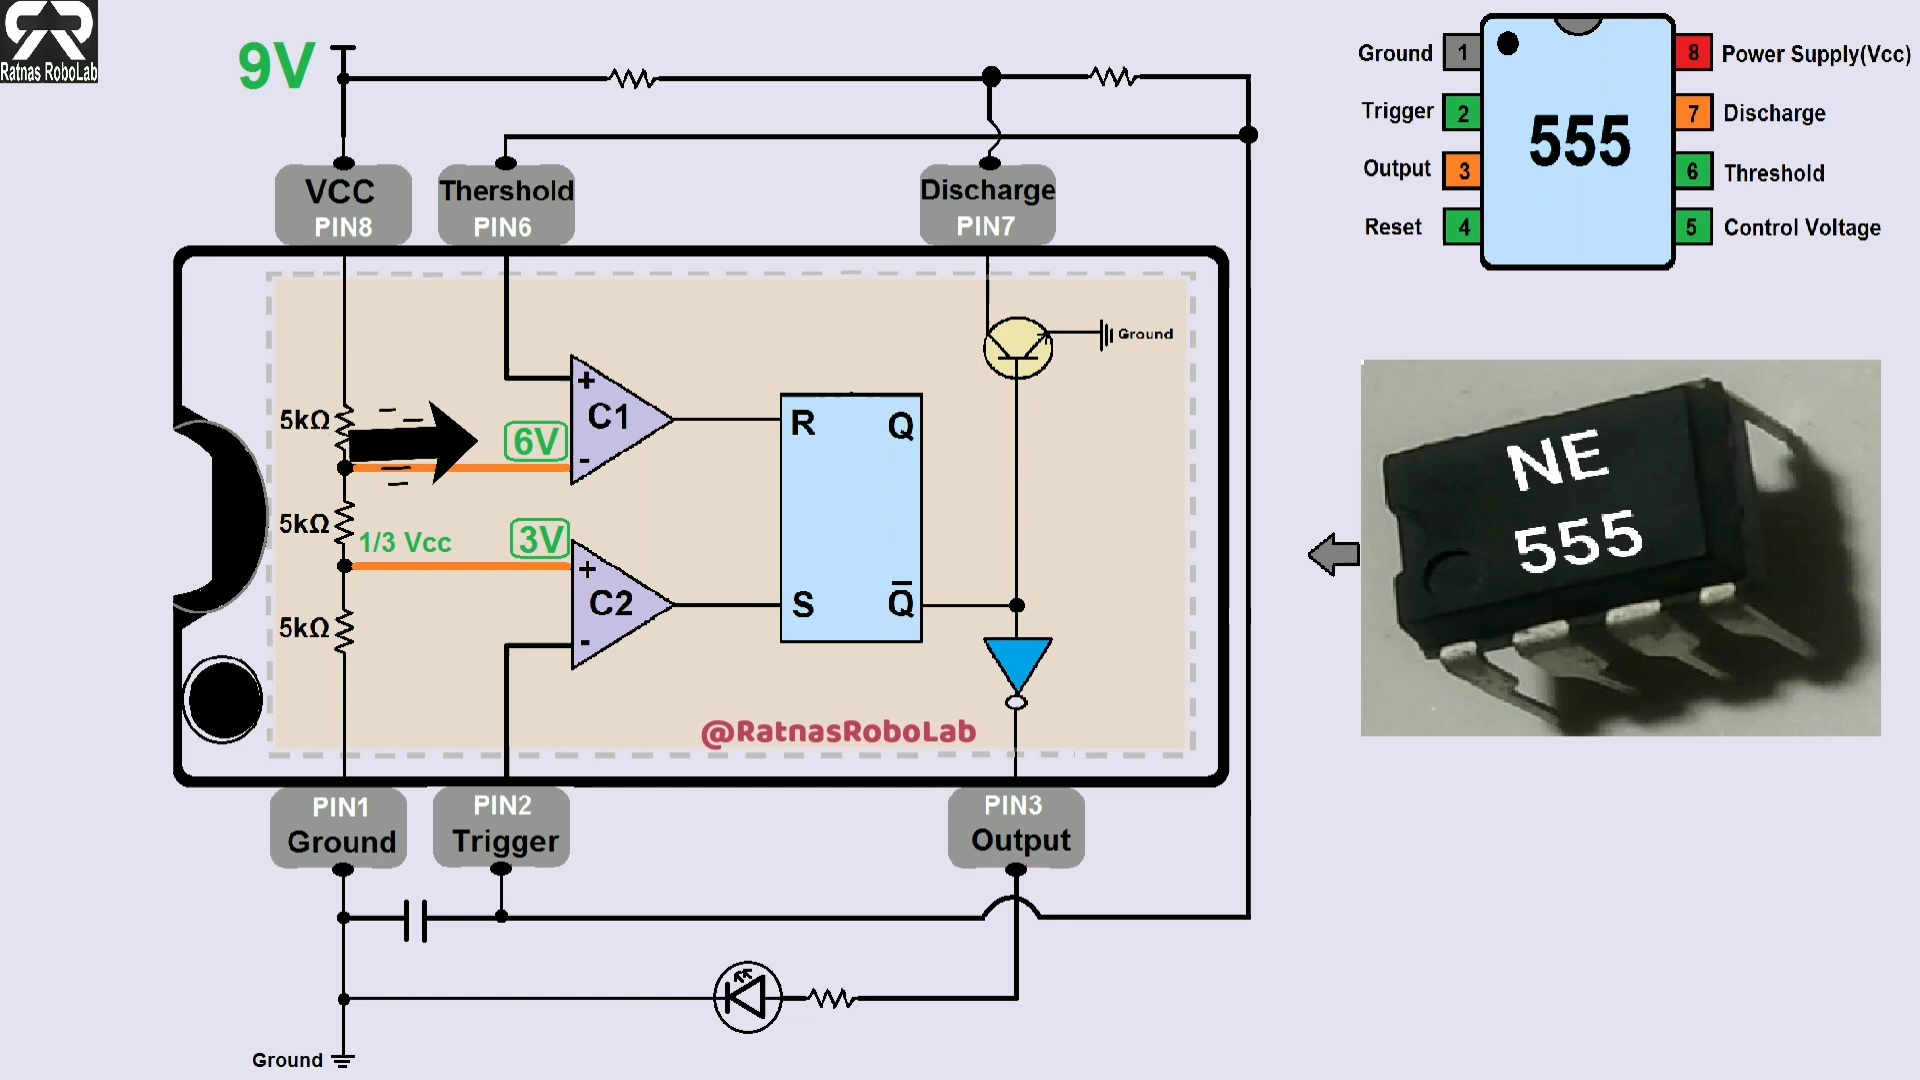 Ratnas RoboLab
9V
VCC
PIN8
Thershold
PIN6
Discharge
PIN7
Ground
5kΩ
5kΩ
5kΩ
1/3 Vcc
6V
3V
+
C1
-
+
C2
-
R
Q
S
Q̅
@RatnasRoboLab
PIN1
Ground
PIN2
Trigger
PIN3
Output
Ground
Ground 1
Trigger 2
Output 3
Reset 4
555
8 Power Supply(Vcc)
7 Discharge
6 Threshold
5 Control Voltage
NE
555